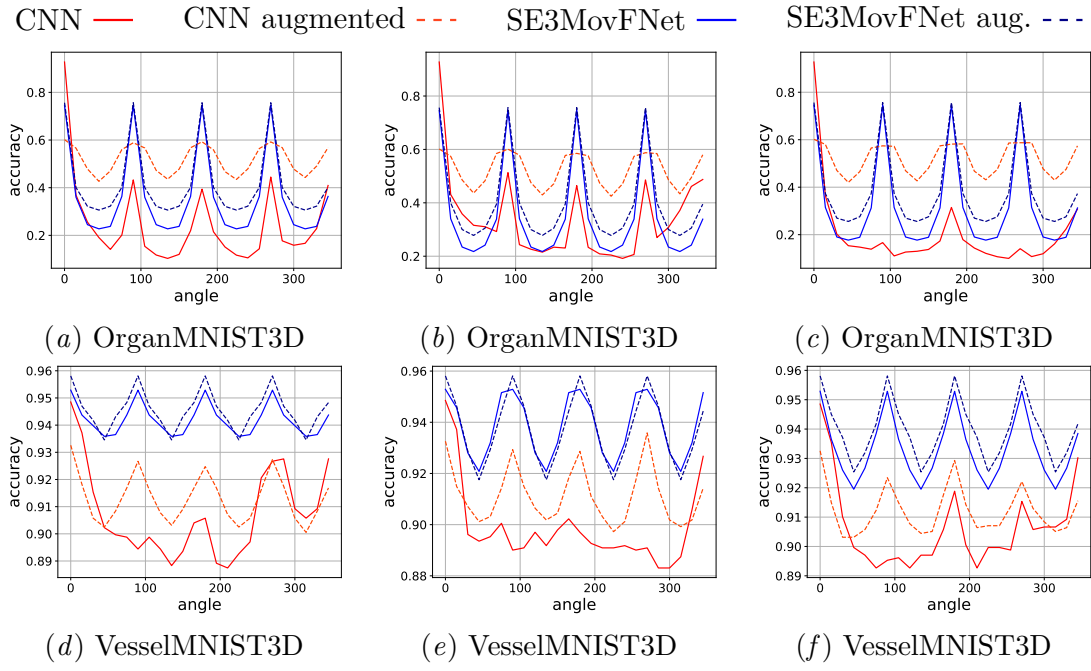 CNN CNN augmented SE3MovFNet SE3MovFNet aug.
accuracy 0.8 0.6 0.4 0.2 0 100 200 300 angle
accuracy 0.8 0.6 0.4 0.2 0 100 200 300 angle
accuracy 0.8 0.6 0.4 0.2 0 100 200 300 angle
(a) OrganMNIST3D (b) OrganMNIST3D (c) OrganMNIST3D
accuracy 0.96 0.95 0.94 0.93 0.92 0.91 0.90 0.89 0 100 200 300 angle
accuracy 0.96 0.94 0.92 0.90 0.88 0 100 200 300 angle
accuracy 0.96 0.95 0.94 0.93 0.92 0.91 0.90 0.89 0 100 200 300 angle
(d) VesselMNIST3D (e) VesselMNIST3D (f) VesselMNIST3D